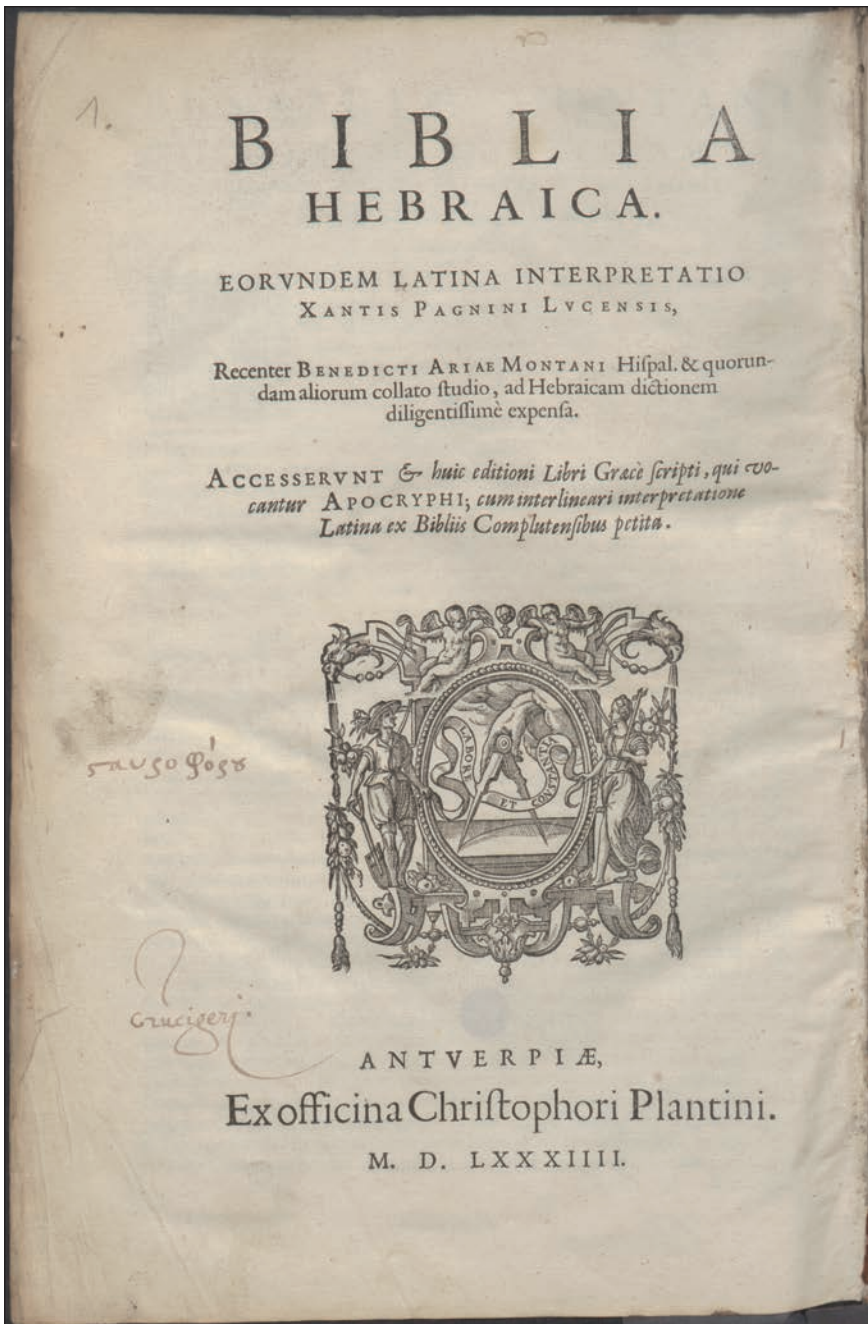 1.
BIBLIA
HEBRAICA.
EORVNDEM LATINA INTERPRETATIO
XANTIS PAGNINI LVCENSIS,
Recenter BENEDICTI ARIAE MONTANI Hiſpal. & quorun-
dam aliorum collato ſtudio, ad Hebraicam dictionem
diligentiſſimè expenſa.
ACCESSERVNT & huic editioni Libri Græcè ſcripti, qui vo-
cantur APOCRYPHI; cum interlineari interpretatione
Latina ex Bibliis Complutenſibus petita.
LABORE
ET CONSTANTIA
Crucigeri.
ANTVERPIÆ,
Ex officina Chriſtophori Plantini.
M. D. LXXXIIII.